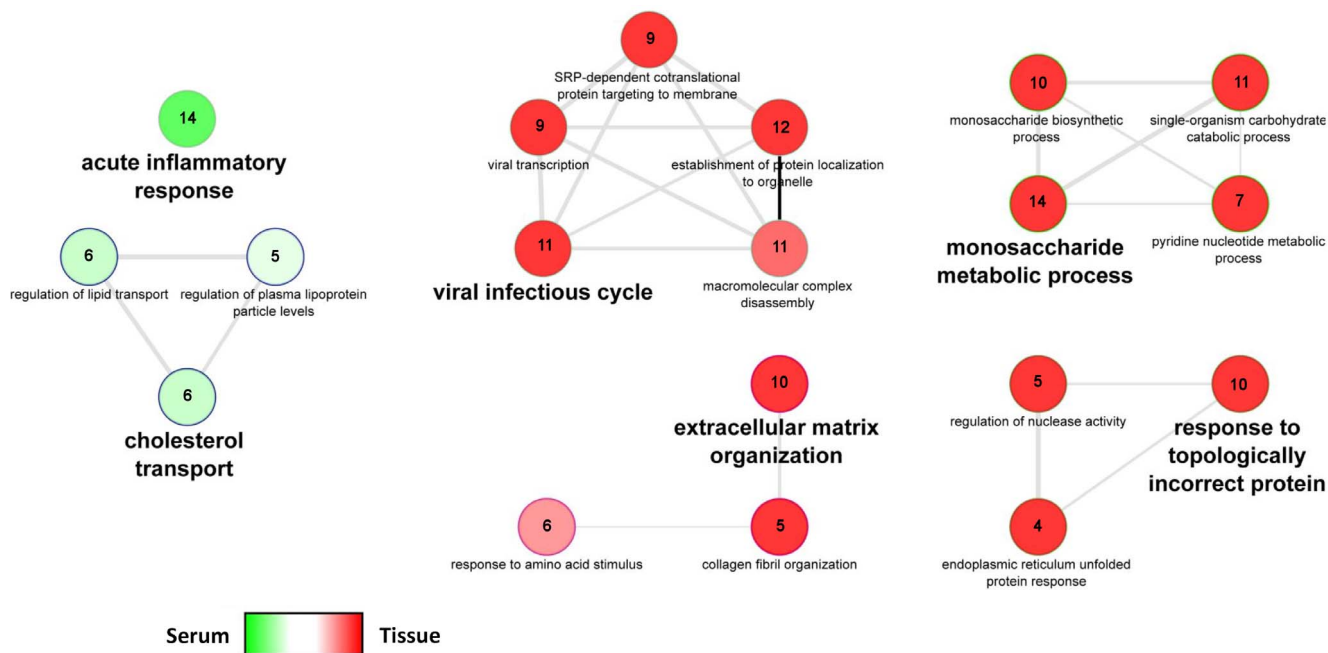 14
acute inflammatory
response
6
regulation of lipid transport
5
regulation of plasma lipoprotein
particle levels
6
cholesterol
transport
9
SRP-dependent cotranslational
protein targeting to membrane
9
viral transcription
12
establishment of protein localization
to organelle
11
viral infectious cycle
11
macromolecular complex
disassembly
10
monosaccharide biosynthetic
process
11
single-organism carbohydrate
catabolic process
14
monosaccharide
metabolic process
7
pyridine nucleotide metabolic
process
10
extracellular matrix
organization
6
response to amino acid stimulus
5
collagen fibril organization
5
regulation of nuclease activity
10
response to
topologically
incorrect protein
4
endoplasmic reticulum unfolded
protein response
Serum
Tissue